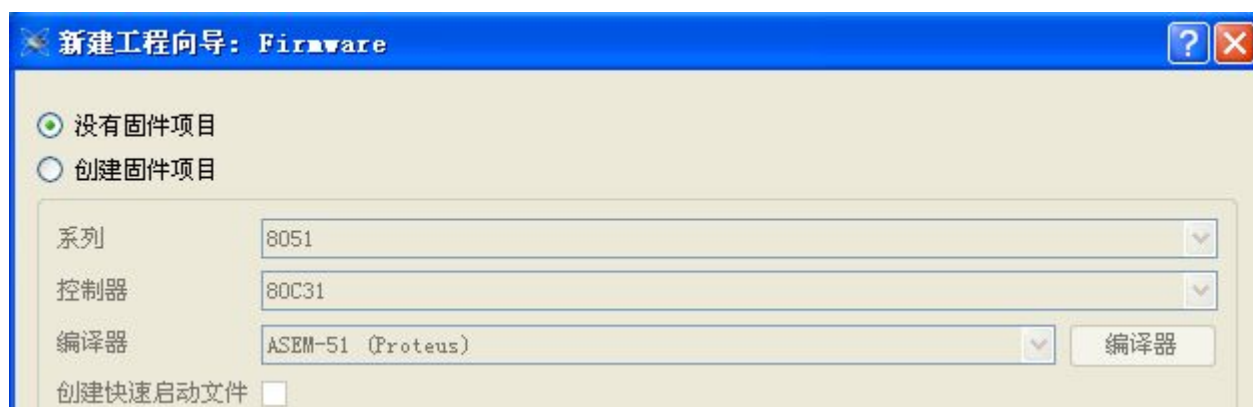 新建工程向导: Firmware
没有固件项目
创建固件项目
系列 8051
控制器 80C31
编译器 ASEM-51 (Proteus) 编译器
创建快速启动文件